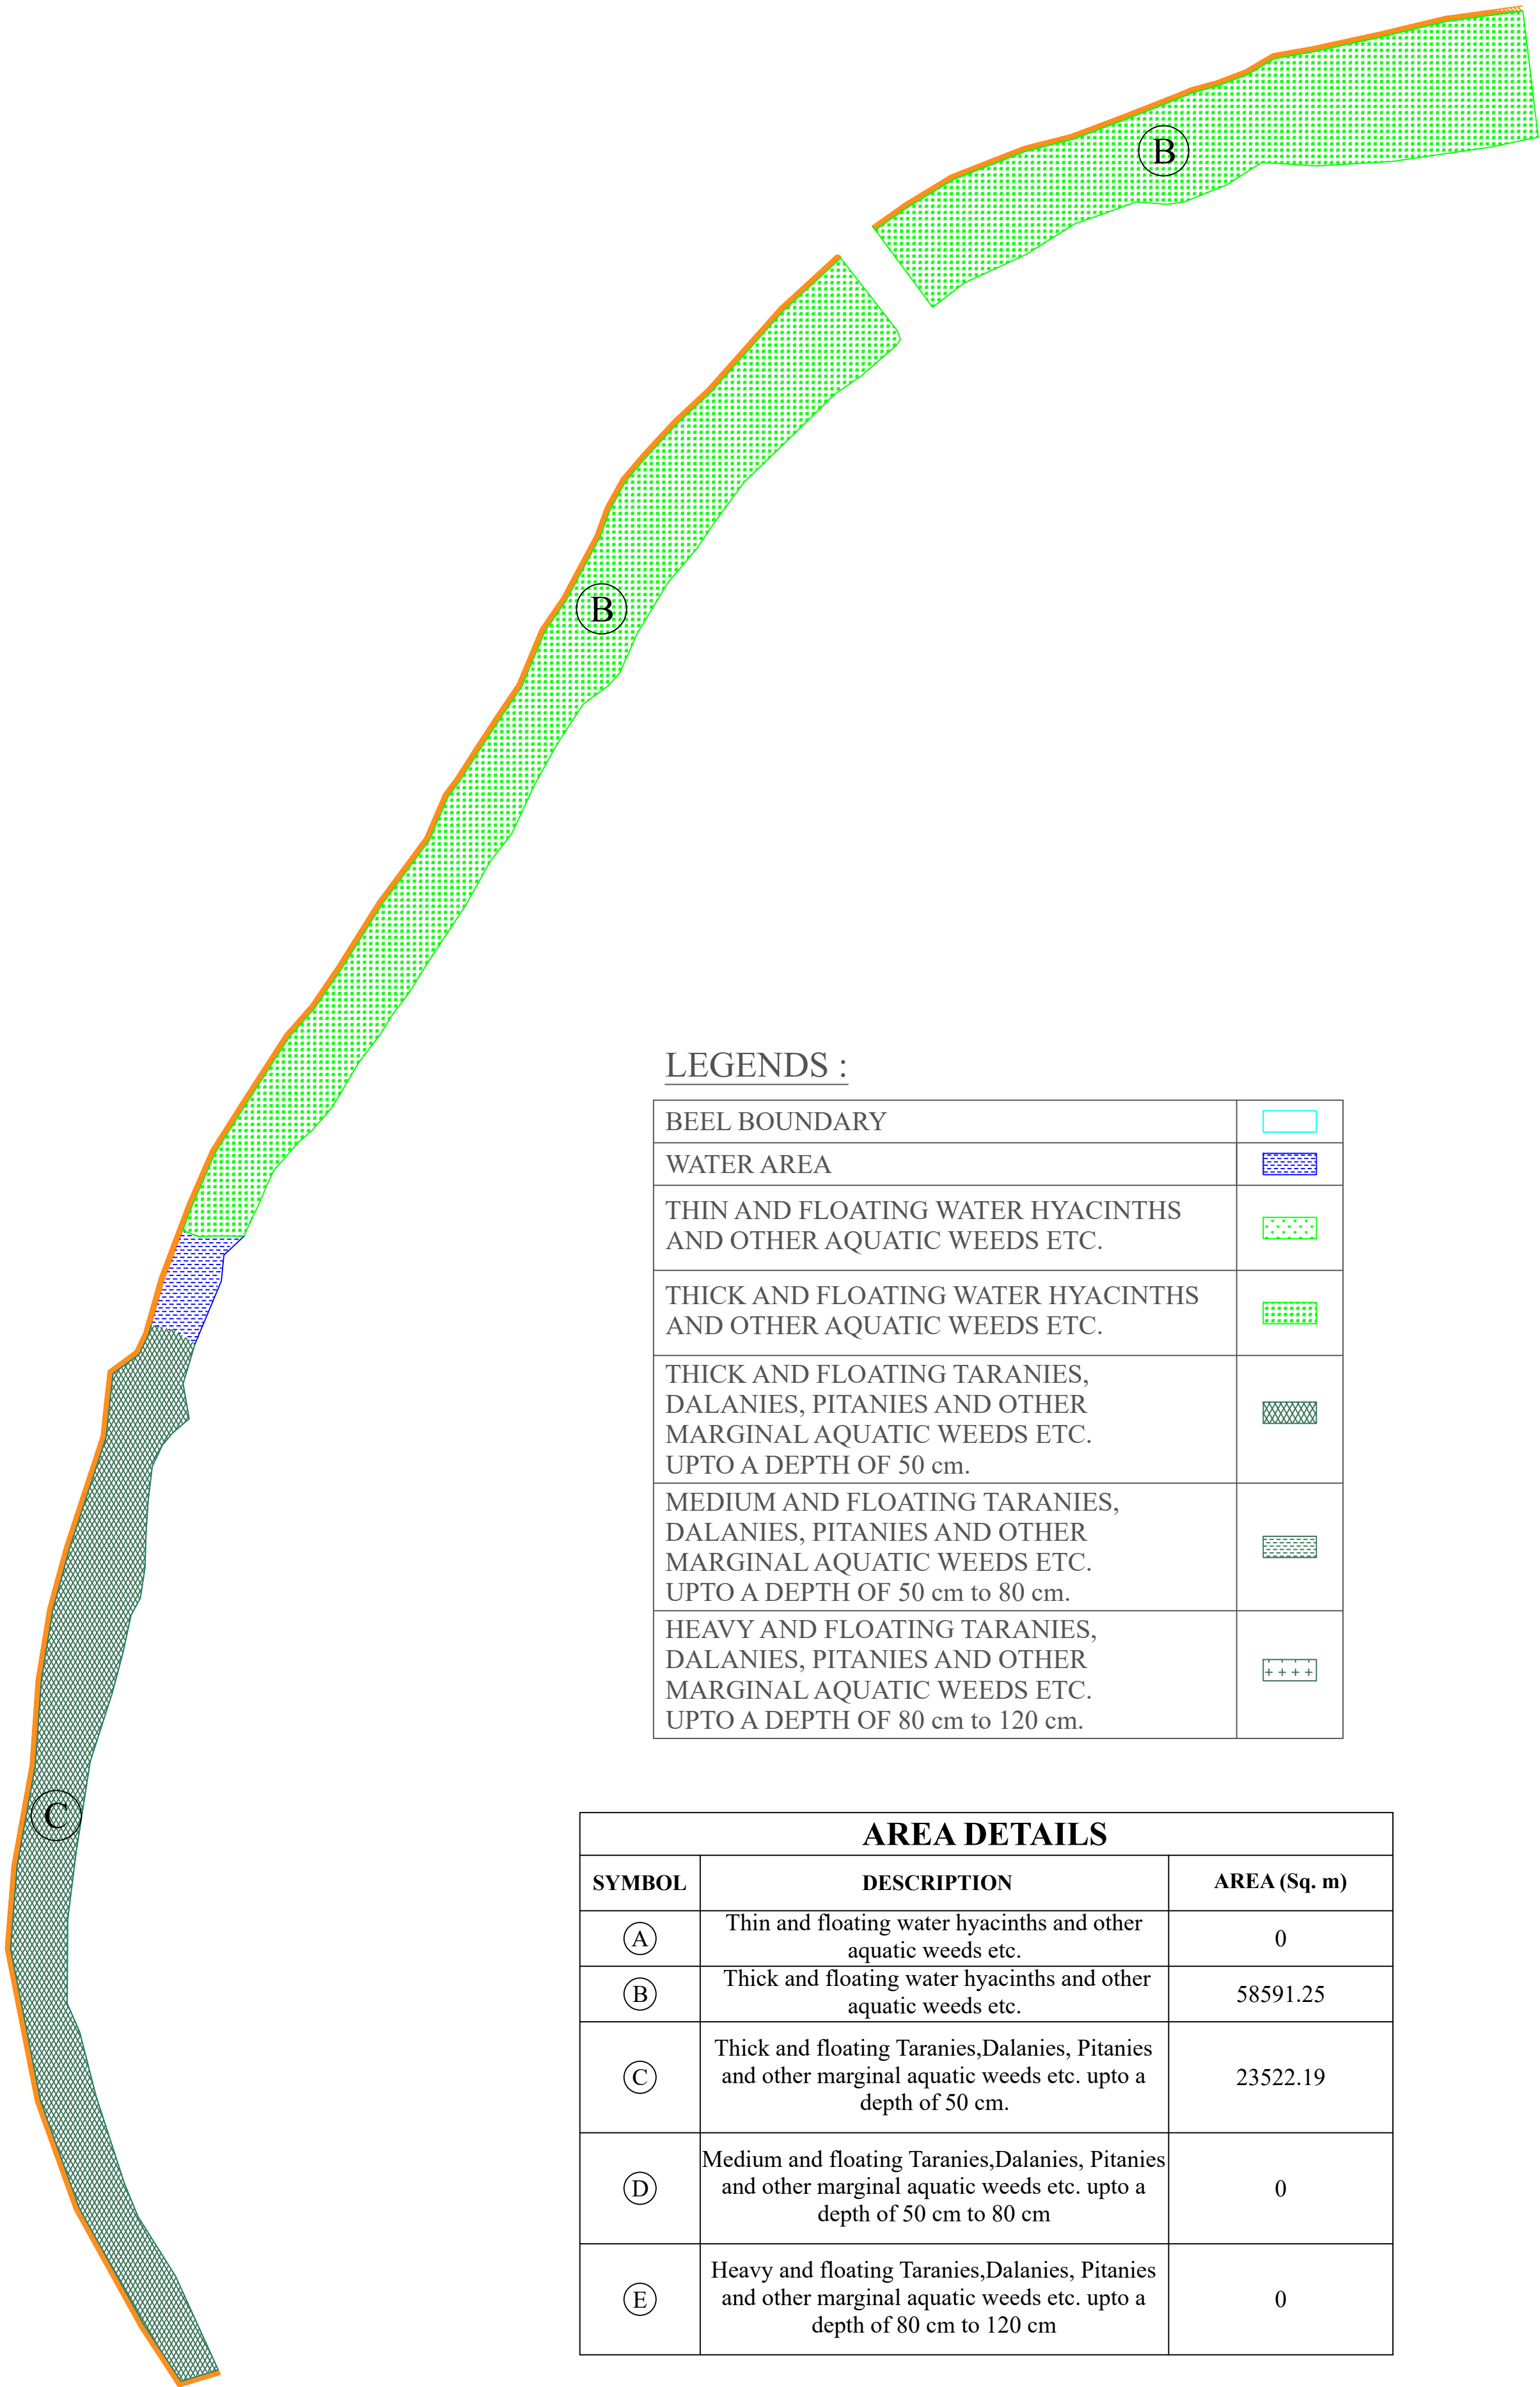 B
B
C
LEGENDS :
BEEL BOUNDARY
WATER AREA
THIN AND FLOATING WATER HYACINTHS
AND OTHER AQUATIC WEEDS ETC.
THICK AND FLOATING WATER HYACINTHS
AND OTHER AQUATIC WEEDS ETC.
THICK AND FLOATING TARANIES,
DALANIES, PITANIES AND OTHER
MARGINAL AQUATIC WEEDS ETC.
UPTO A DEPTH OF 50 cm.
MEDIUM AND FLOATING TARANIES,
DALANIES, PITANIES AND OTHER
MARGINAL AQUATIC WEEDS ETC.
UPTO A DEPTH OF 50 cm to 80 cm.
HEAVY AND FLOATING TARANIES,
DALANIES, PITANIES AND OTHER
MARGINAL AQUATIC WEEDS ETC.
UPTO A DEPTH OF 80 cm to 120 cm.
AREA DETAILS
SYMBOL DESCRIPTION AREA (Sq. m)
A
Thin and floating water hyacinths and other
aquatic weeds etc.
0
B
Thick and floating water hyacinths and other
aquatic weeds etc.
58591.25
C
Thick and floating Taranies,Dalanies, Pitanies
and other marginal aquatic weeds etc. upto a
depth of 50 cm.
23522.19
D
Medium and floating Taranies,Dalanies, Pitanies
and other marginal aquatic weeds etc. upto a
depth of 50 cm to 80 cm
0
E
Heavy and floating Taranies,Dalanies, Pitanies
and other marginal aquatic weeds etc. upto a
depth of 80 cm to 120 cm
0